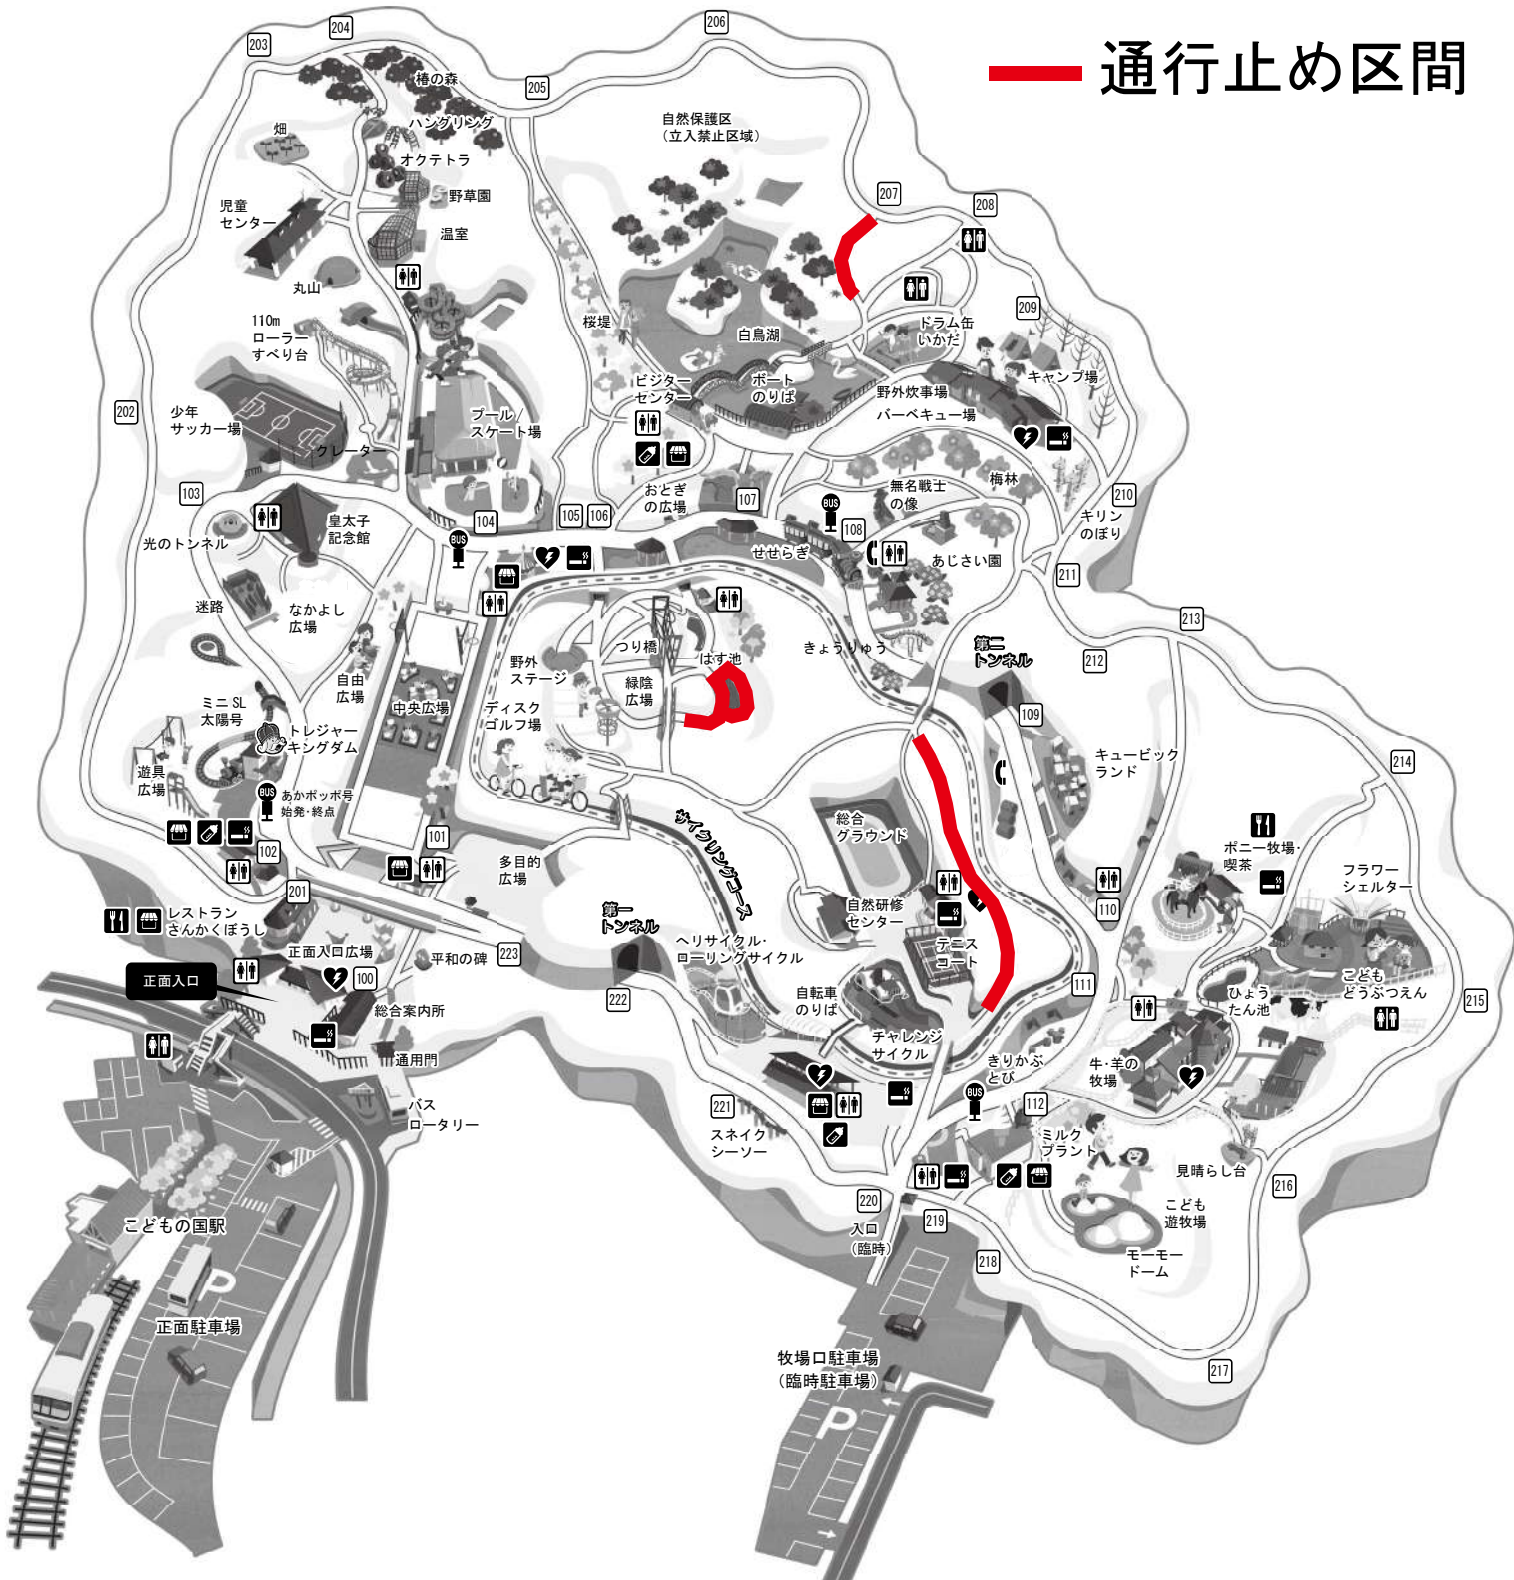 通行止め区間
203
204
205
206
椿の森
ハングリング
オクテトラ
畑
野草園
児童
センター
温室
丸山
110m
ローラー
すべり台
自然保護区
（立入禁止区域）
207
208
209
桜堤
白鳥湖
ドラム缶
いかだ
ビジター
センター
ボート
のりば
キャンプ場
野外炊事場
バーベキュー場
202
少年
サッカー場
クレーター
プール/
スケート場
103
光のトンネル
皇太子
記念館
BUS
104
105
106
おとぎ
の広場
107
BUS
108
無名戦士
の像
梅林
210
キリン
のぼり
せせらぎ
あじさい園
211
迷路
なかよし
広場
自由
広場
ミニSL
太陽号
トレジャー
キングダム
中央広場
野外
ステージ
ディスク
ゴルフ場
つり橋
緑陰
広場
はす池
きょうりゅう
第二
トンネル
212
213
109
キュービック
ランド
214
遊具
広場
BUS
あかポッポ号
始発・終点
102
101
多目的
広場
サイクリングコース
総合
グラウンド
ポニー牧場・
喫茶
フラワー
シェルター
201
レストラン
さんかくぼうし
正面入口広場
正面入口
100
総合案内所
平和の碑
223
第一
トンネル
222
ヘリサイクル・
ローリングサイクル
自然研修
センター
テニス
コート
自転車
のりば
チャレンジ
サイクル
110
111
ひょう
たん池
こども
どうぶつえん
215
きりかぶ
とび
牛・羊の
牧場
通用門
バス
ロータリー
221
スネイク
シーソー
BUS
112
ミルク
プラント
見晴らし台
216
こども
遊牧場
モーモー
ドーム
220
入口
（臨時）
219
218
217
こどもの国駅
P
正面駐車場
牧場口駐車場
（臨時駐車場）
P